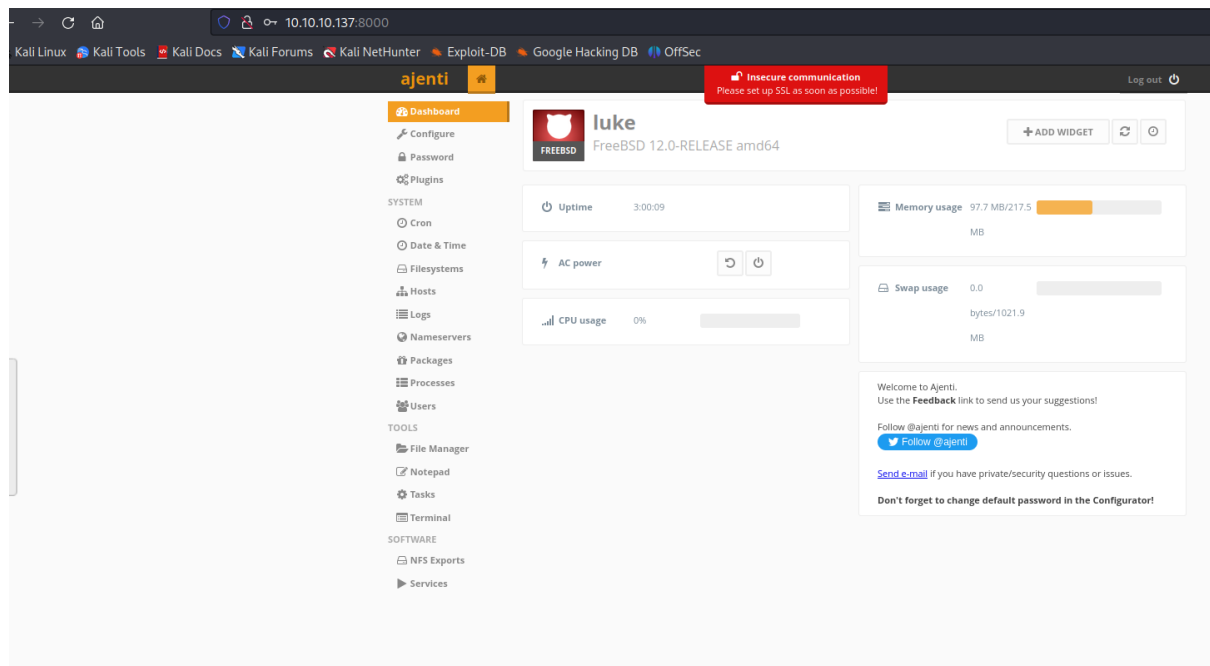 10.10.10.137:8000
Kali Linux Kali Tools Kali Docs Kali Forums Kali NetHunter Exploit-DB Google Hacking DB OffSec
ajenti
Insecure communication
Please set up SSL as soon as possible!
Log out
Dashboard
Configure
Password
Plugins
SYSTEM
Cron
Date & Time
Filesystems
Hosts
Logs
Nameservers
Packages
Processes
Users
TOOLS
File Manager
Notepad
Tasks
Terminal
SOFTWARE
NFS Exports
Services
FREEBSD
luke
FreeBSD 12.0-RELEASE amd64
ADD WIDGET
Uptime 3:00:09
AC power
CPU usage 0%
Memory usage 97.7 MB/217.5
MB
Swap usage 0.0
bytes/1021.9
MB
Welcome to Ajenti.
Use the Feedback link to send us your suggestions!
Follow @ajenti for news and announcements.
Follow @ajenti
Send e-mail if you have private/security questions or issues.
Don't forget to change default password in the Configurator!